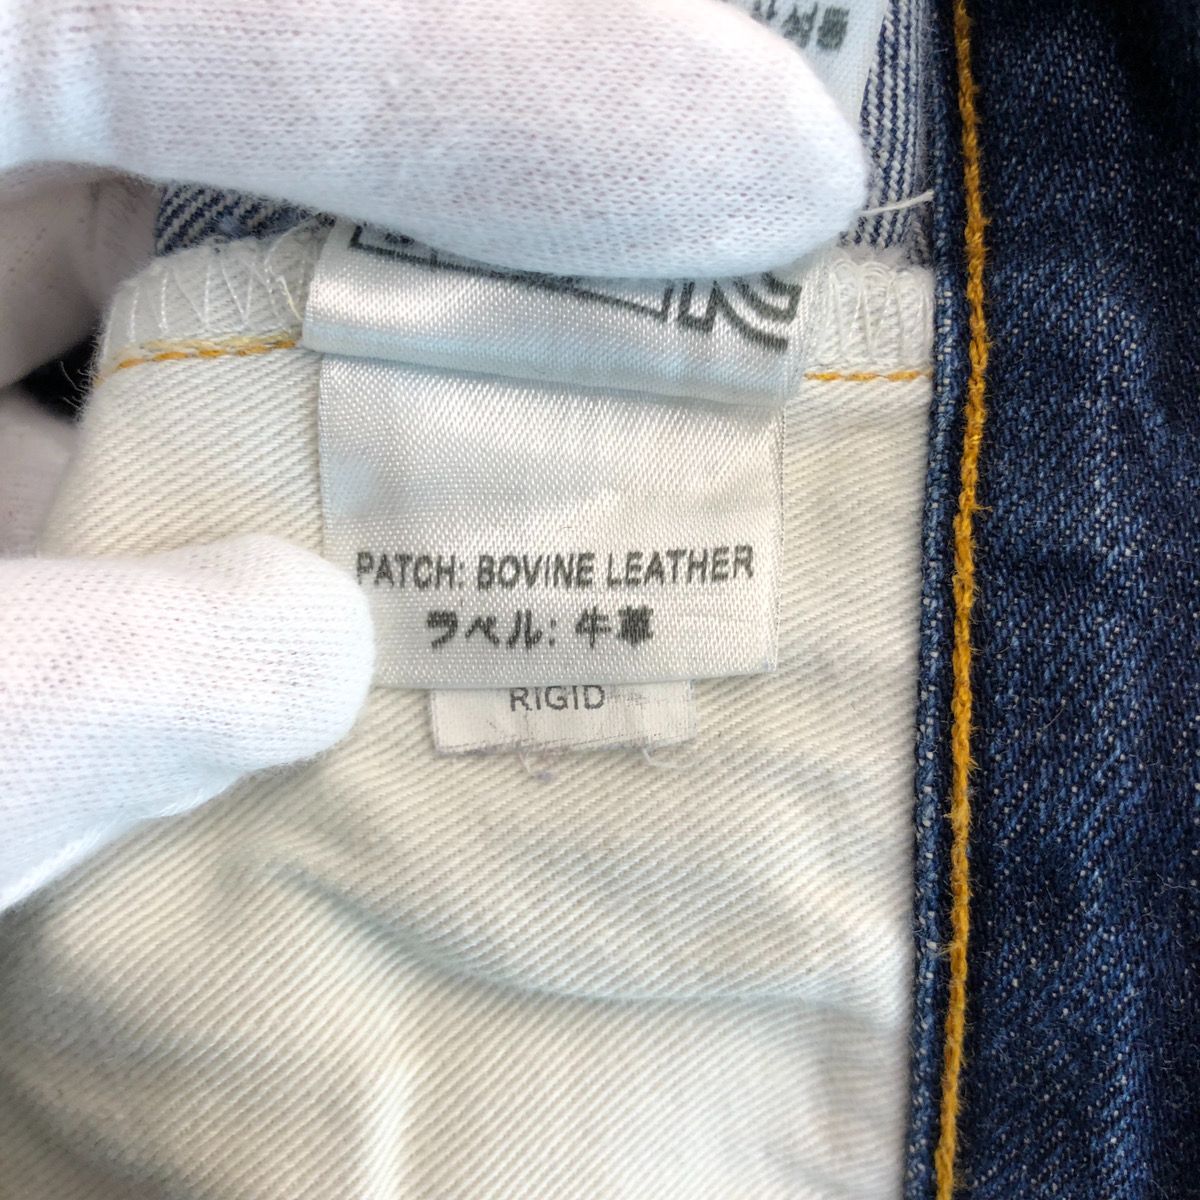 PATCH: BOVINE LEATHER
ラベル: 牛革
RIGID